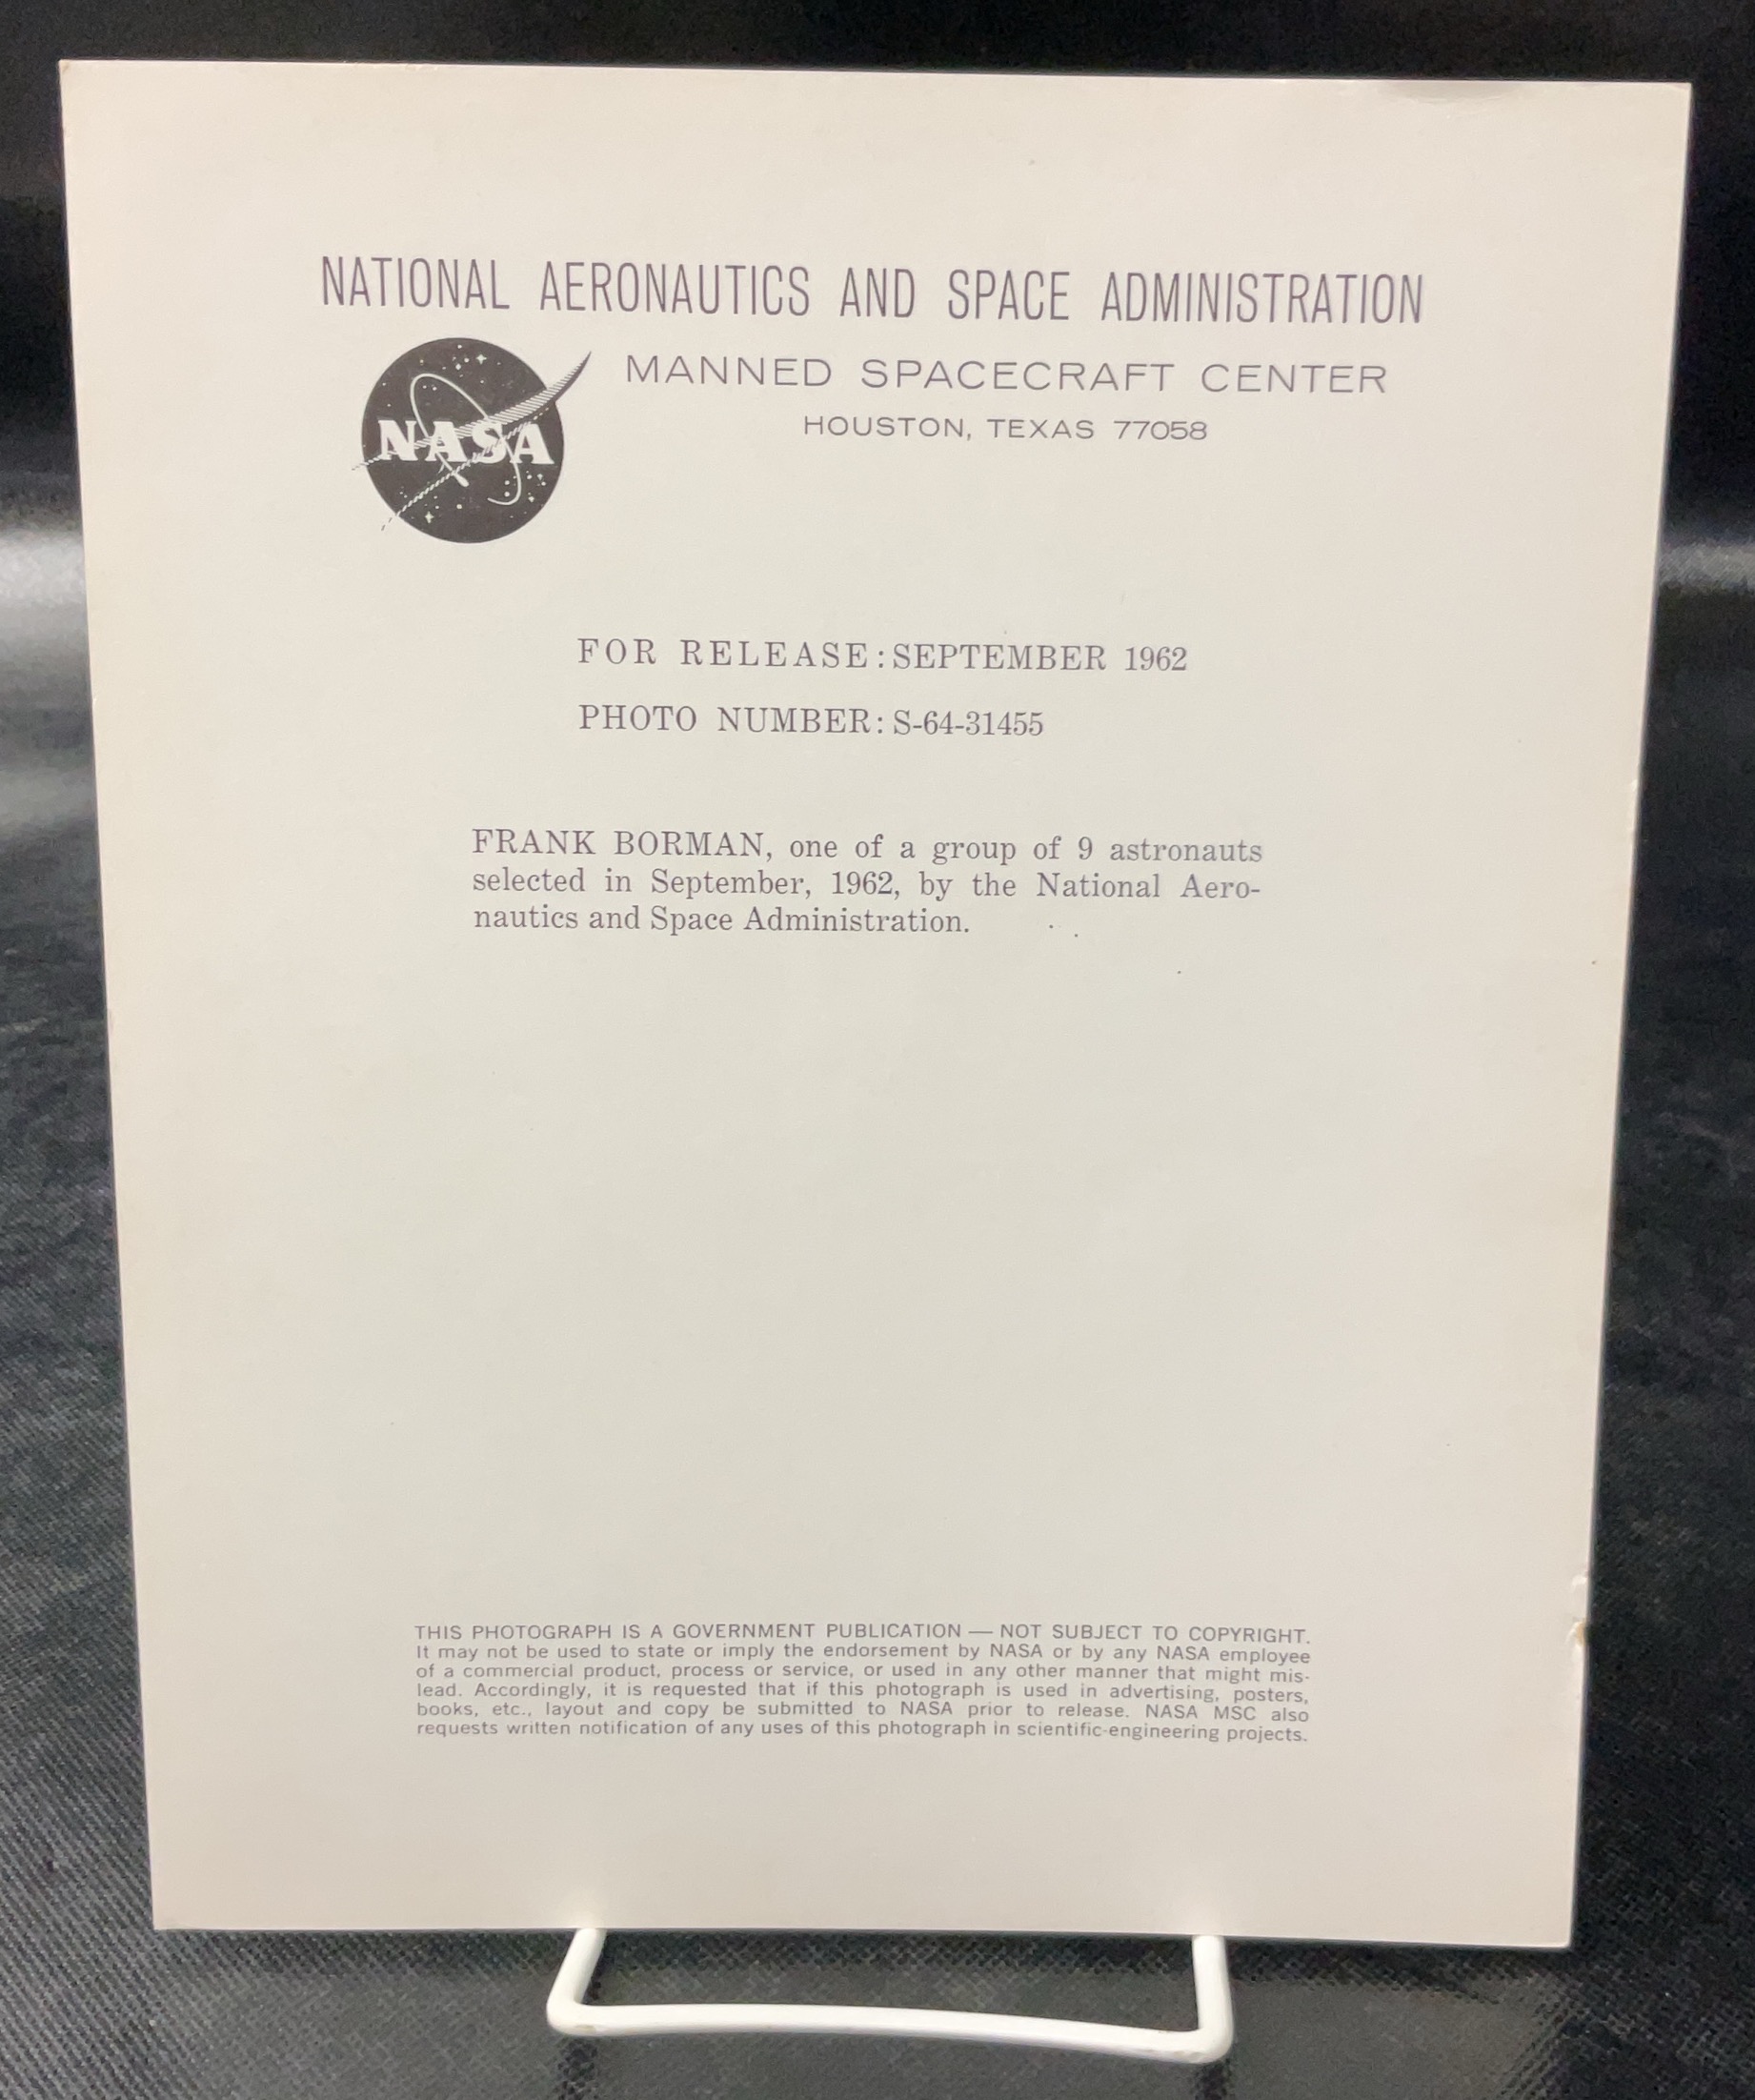 NATIONAL AERONAUTICS AND SPACE ADMINISTRATION
NASA
MANNED SPACECRAFT CENTER
HOUSTON, TEXAS 77058
FOR RELEASE: SEPTEMBER 1962
PHOTO NUMBER: S-64-31455
FRANK BORMAN, one of a group of 9 astronauts
selected in September, 1962, by the National Aero-
nautics and Space Administration.
THIS PHOTOGRAPH IS A GOVERNMENT PUBLICATION — NOT SUBJECT TO COPYRIGHT.
It may not be used to state or imply the endorsement by NASA or by any NASA employee
of a commercial product, process or service, or used in any other manner that might mis-
lead. Accordingly, it is requested that if this photograph is used in advertising, posters,
books, etc., layout and copy be submitted to NASA prior to release. NASA MSC also
requests written notification of any uses of this photograph in scientific-engineering projects.